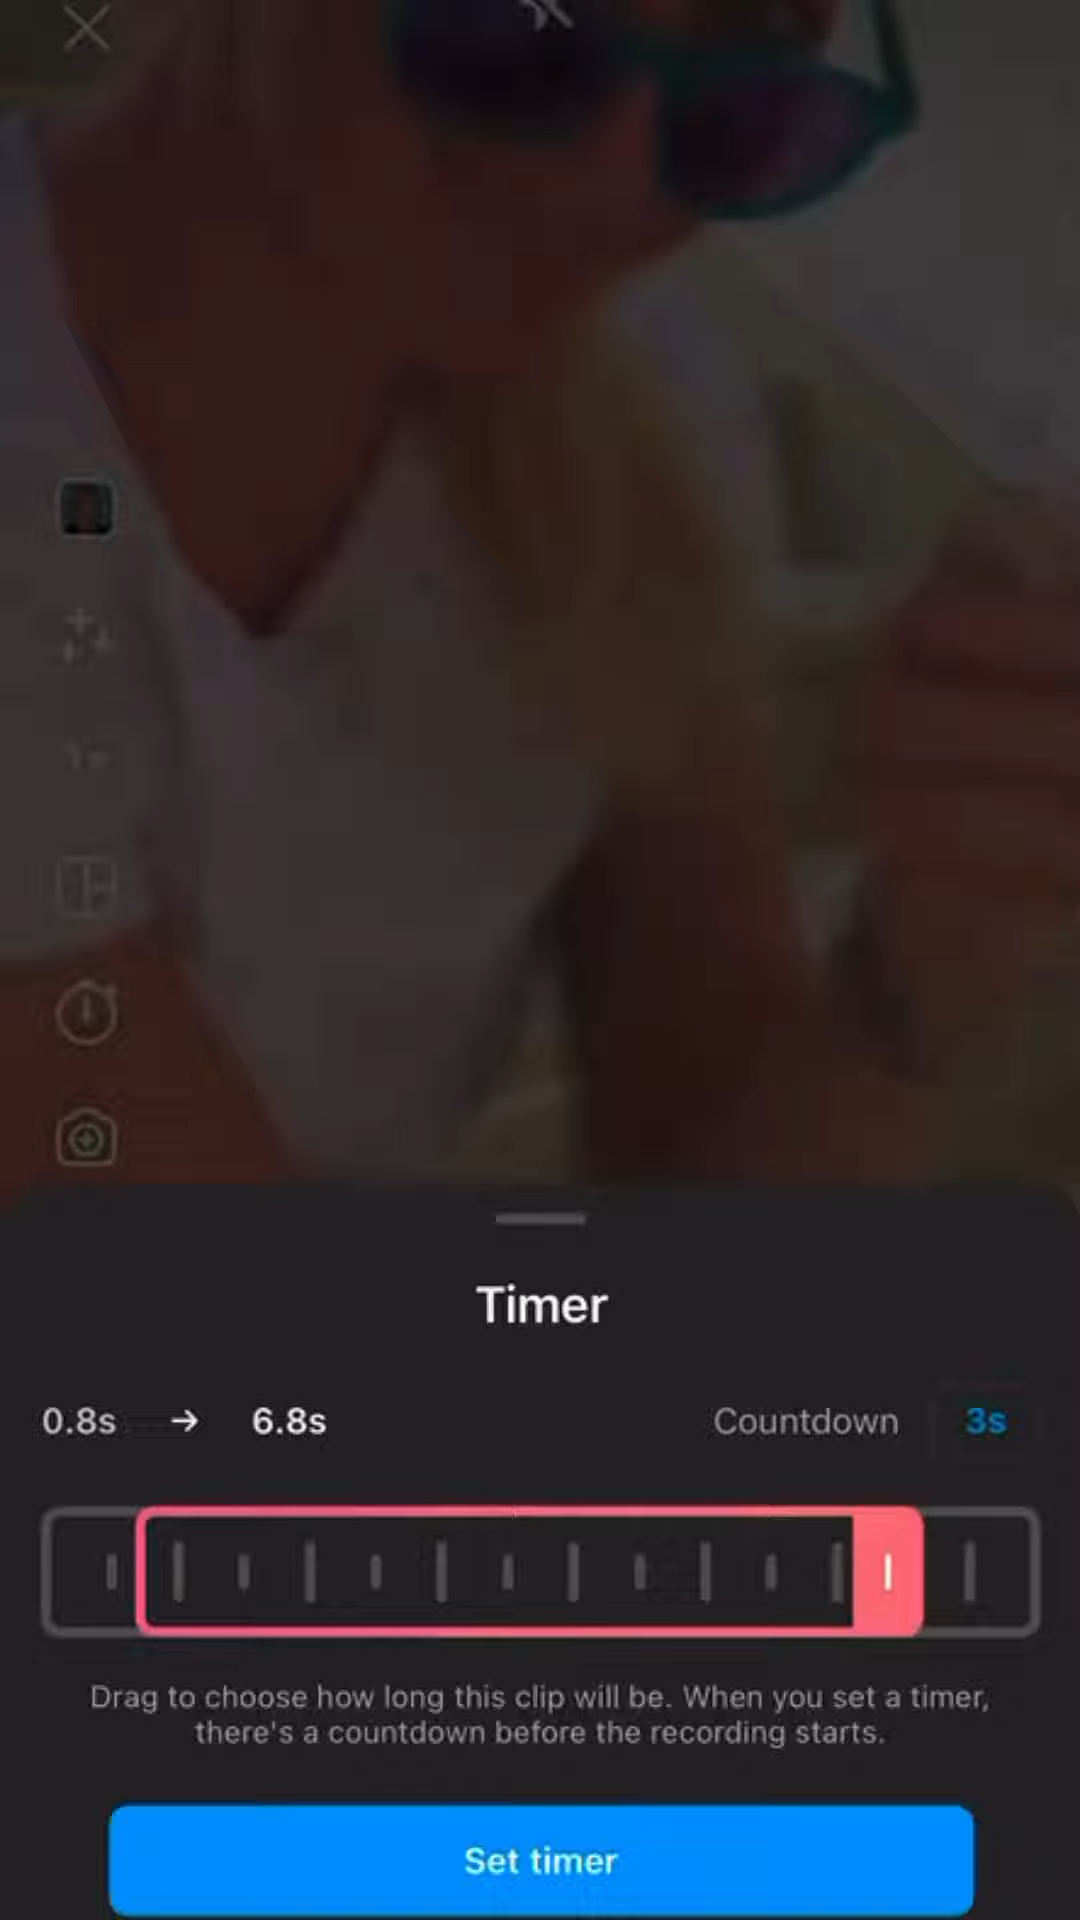 1×
Timer
0.8s → 6.8s Countdown 3s
Drag to choose how long this clip will be. When you set a timer,
there's a countdown before the recording starts.
Set timer